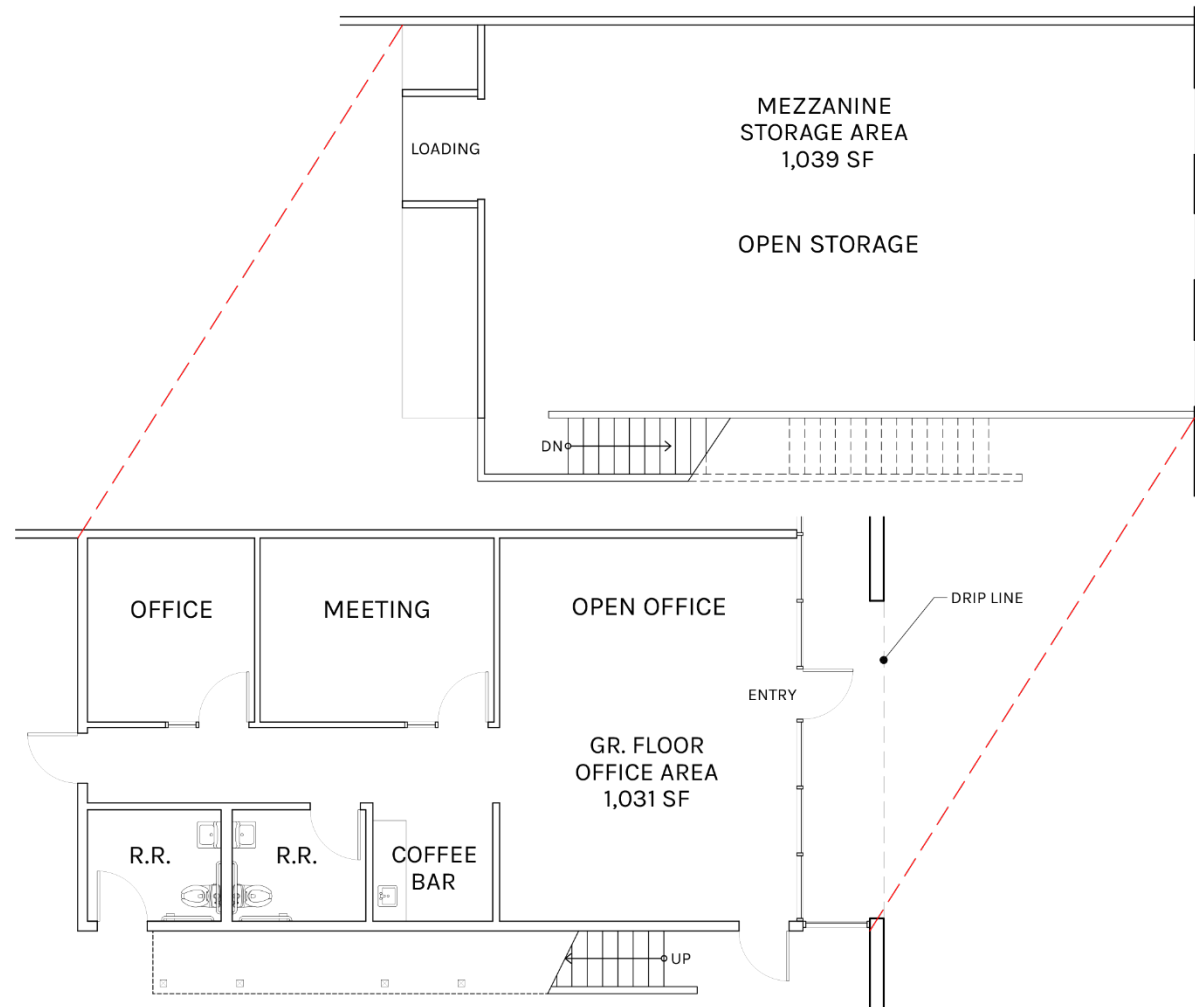 MEZZANINE
STORAGE AREA
1,039 SF
LOADING
OPEN STORAGE
DN
OFFICE
MEETING
OPEN OFFICE
DRIP LINE
ENTRY
GR. FLOOR
OFFICE AREA
1,031 SF
R.R.
R.R.
COFFEE
BAR
UP